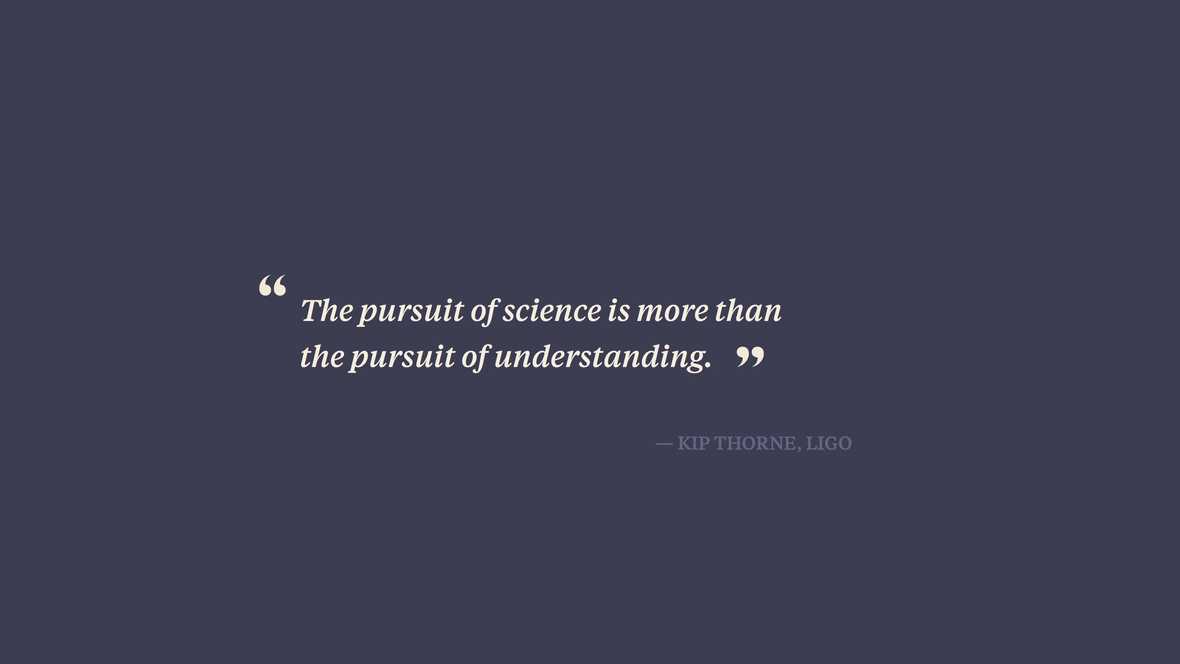 “The pursuit of science is more than
the pursuit of understanding.”
— KIP THORNE, LIGO